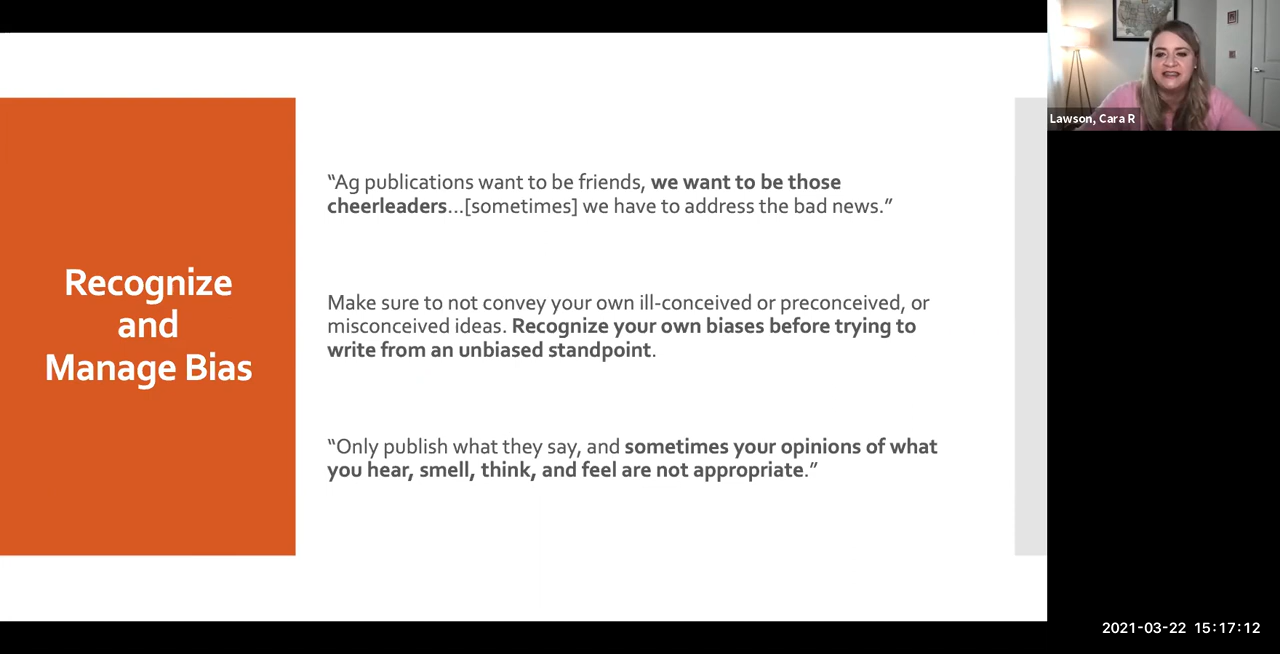 Recognize
and
Manage Bias
“Ag publications want to be friends, we want to be those
cheerleaders…[sometimes] we have to address the bad news.”
Make sure to not convey your own ill-conceived or preconceived, or
misconceived ideas. Recognize your own biases before trying to
write from an unbiased standpoint.
“Only publish what they say, and sometimes your opinions of what
you hear, smell, think, and feel are not appropriate.”
Lawson, Cara R
2021-03-22 15:17:12